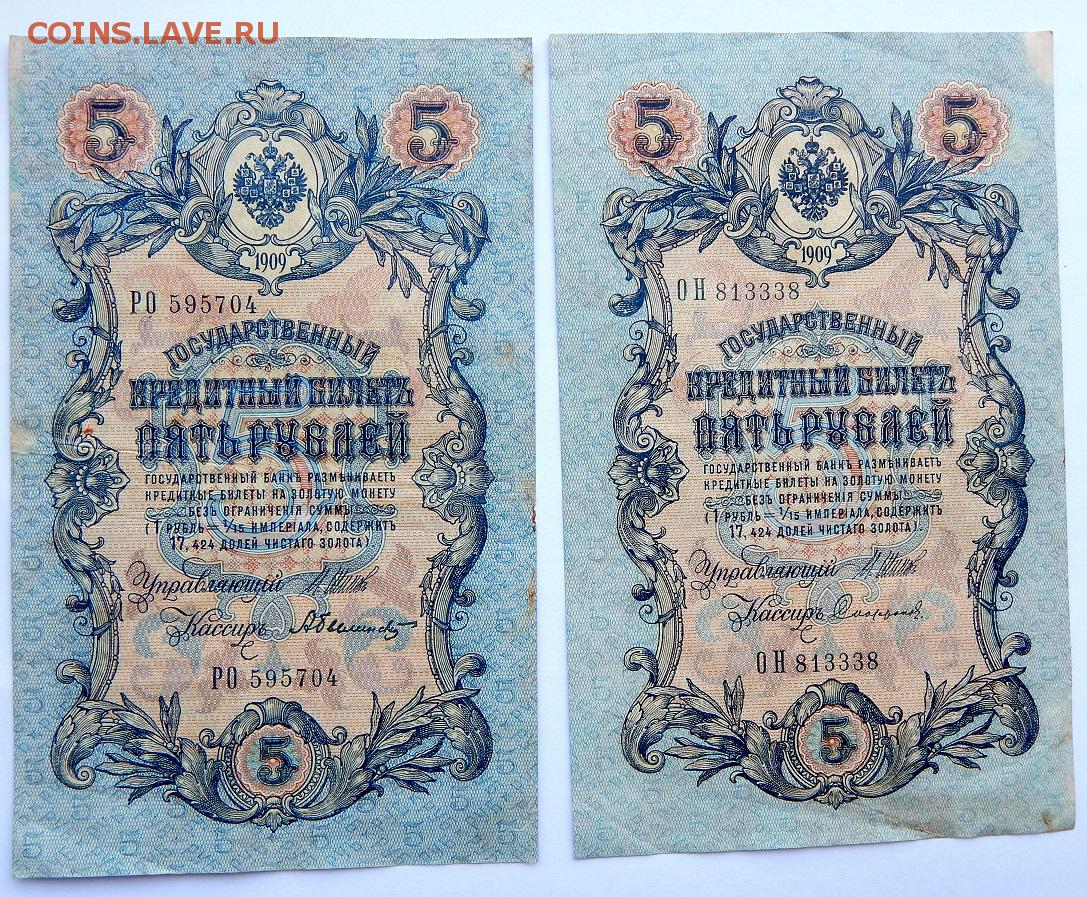 COINS.LAVE.RU
5 5
1909
РО 595704
ГОСУДАРСТВЕННЫЙ
КРЕДИТНЫЙ БИЛЕТЪ
ПЯТЬ РУБЛЕЙ
ГОСУДАРСТВЕННЫЙ БАНКЪ РАЗМѢНИВАЕТЪ
КРЕДИТНЫЕ БИЛЕТЫ НА ЗОЛОТУЮ МОНЕТУ
БЕЗЪ ОГРАНИЧЕНІЯ СУММЫ
(1 РУБЛЬ = 1/15 ИМПЕРІАЛА, СОДЕРЖИТЪ
17,424 ДОЛЕЙ ЧИСТАГО ЗОЛОТА)
Управляющій
Кассиръ
РО 595704
5
5 5
1909
ОН 813338
ГОСУДАРСТВЕННЫЙ
КРЕДИТНЫЙ БИЛЕТЪ
ПЯТЬ РУБЛЕЙ
ГОСУДАРСТВЕННЫЙ БАНКЪ РАЗМѢНИВАЕТЪ
КРЕДИТНЫЕ БИЛЕТЫ НА ЗОЛОТУЮ МОНЕТУ
БЕЗЪ ОГРАНИЧЕНІЯ СУММЫ
(1 РУБЛЬ = 1/15 ИМПЕРІАЛА, СОДЕРЖИТЪ
17,424 ДОЛЕЙ ЧИСТАГО ЗОЛОТА).
Управляющій
Кассиръ
ОН 813338
5